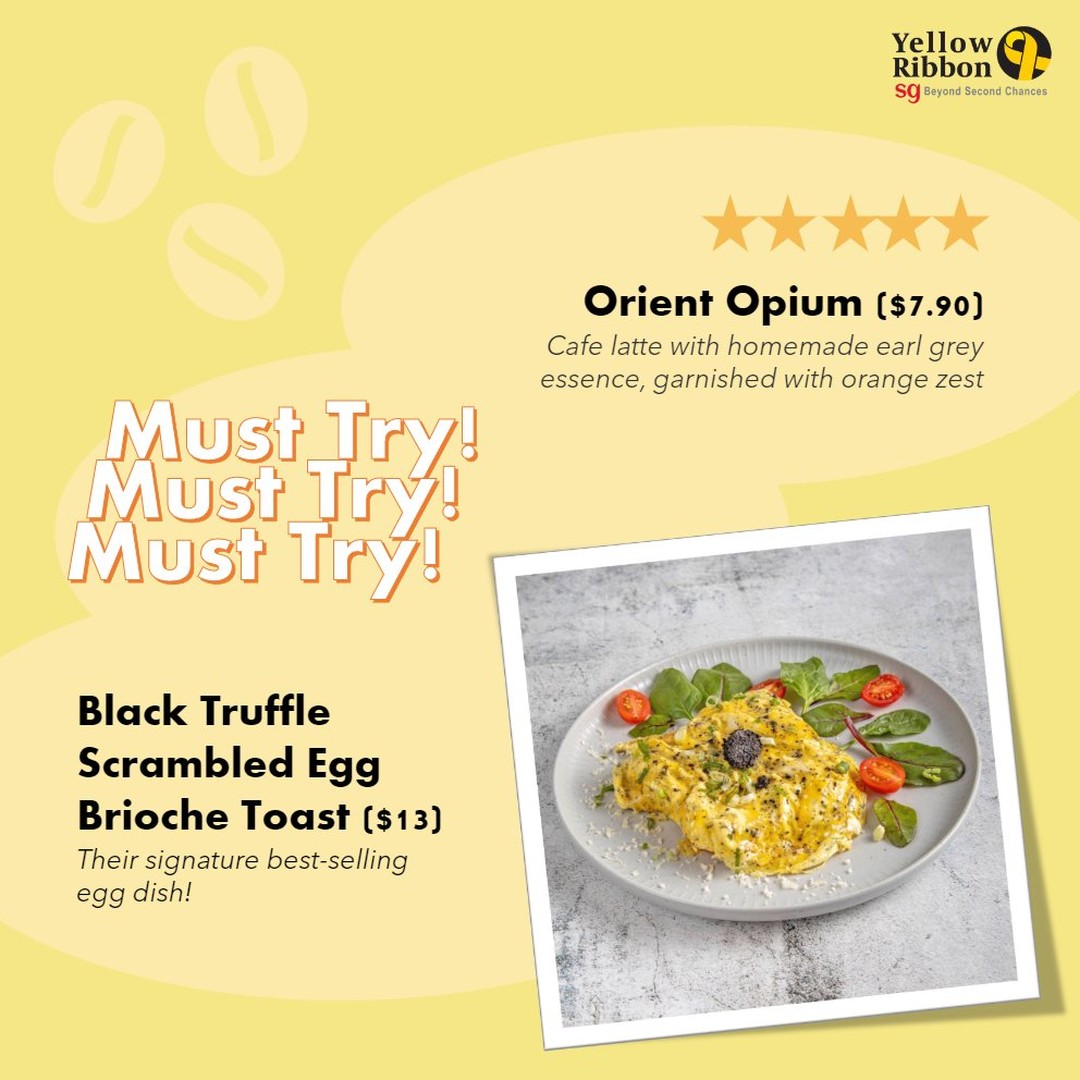 Yellow
Ribbon
sg Beyond Second Chances
Orient Opium ($7.90)
Cafe latte with homemade earl grey
essence, garnished with orange zest
Must Try!
Must Try!
Must Try!
Black Truffle
Scrambled Egg
Brioche Toast ($13)
Their signature best-selling
egg dish!